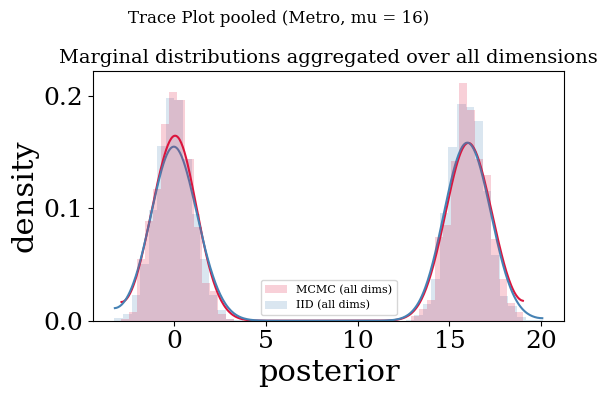 Trace Plot pooled (Metro, mu = 16)
Marginal distributions aggregated over all dimensions
0.2
0.1
0.0
density
MCMC (all dims)
IID (all dims)
0 5 10 15 20
posterior